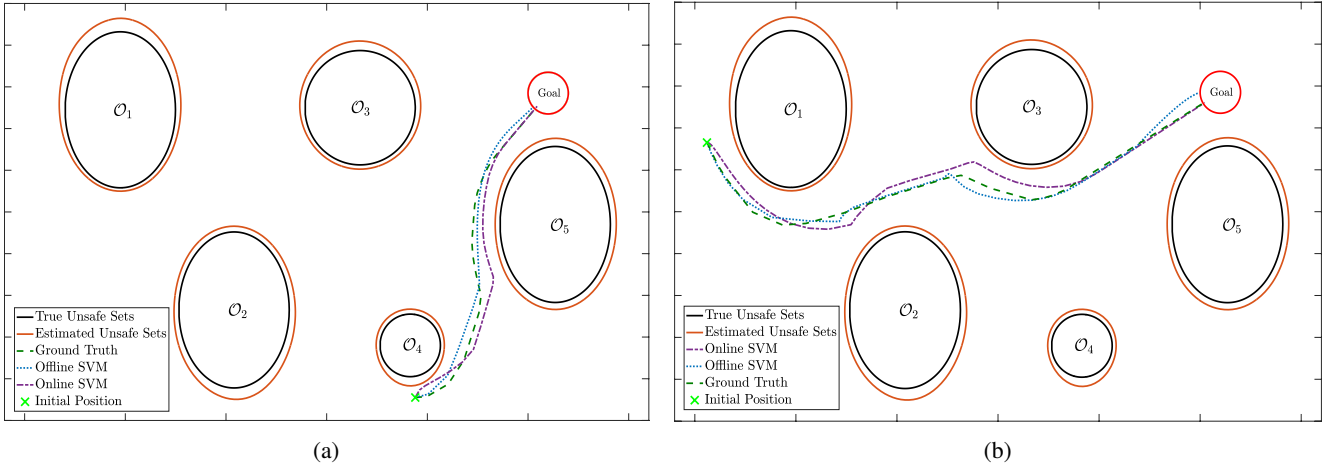 Goal
𝒪₁
𝒪₃
𝒪₅
𝒪₂
𝒪₄
True Unsafe Sets
Estimated Unsafe Sets
Ground Truth
Offline SVM
Online SVM
Initial Position
(a)
Goal
𝒪₁
𝒪₃
𝒪₅
𝒪₂
𝒪₄
True Unsafe Sets
Estimated Unsafe Sets
Online SVM
Offline SVM
Ground Truth
Initial Position
(b)